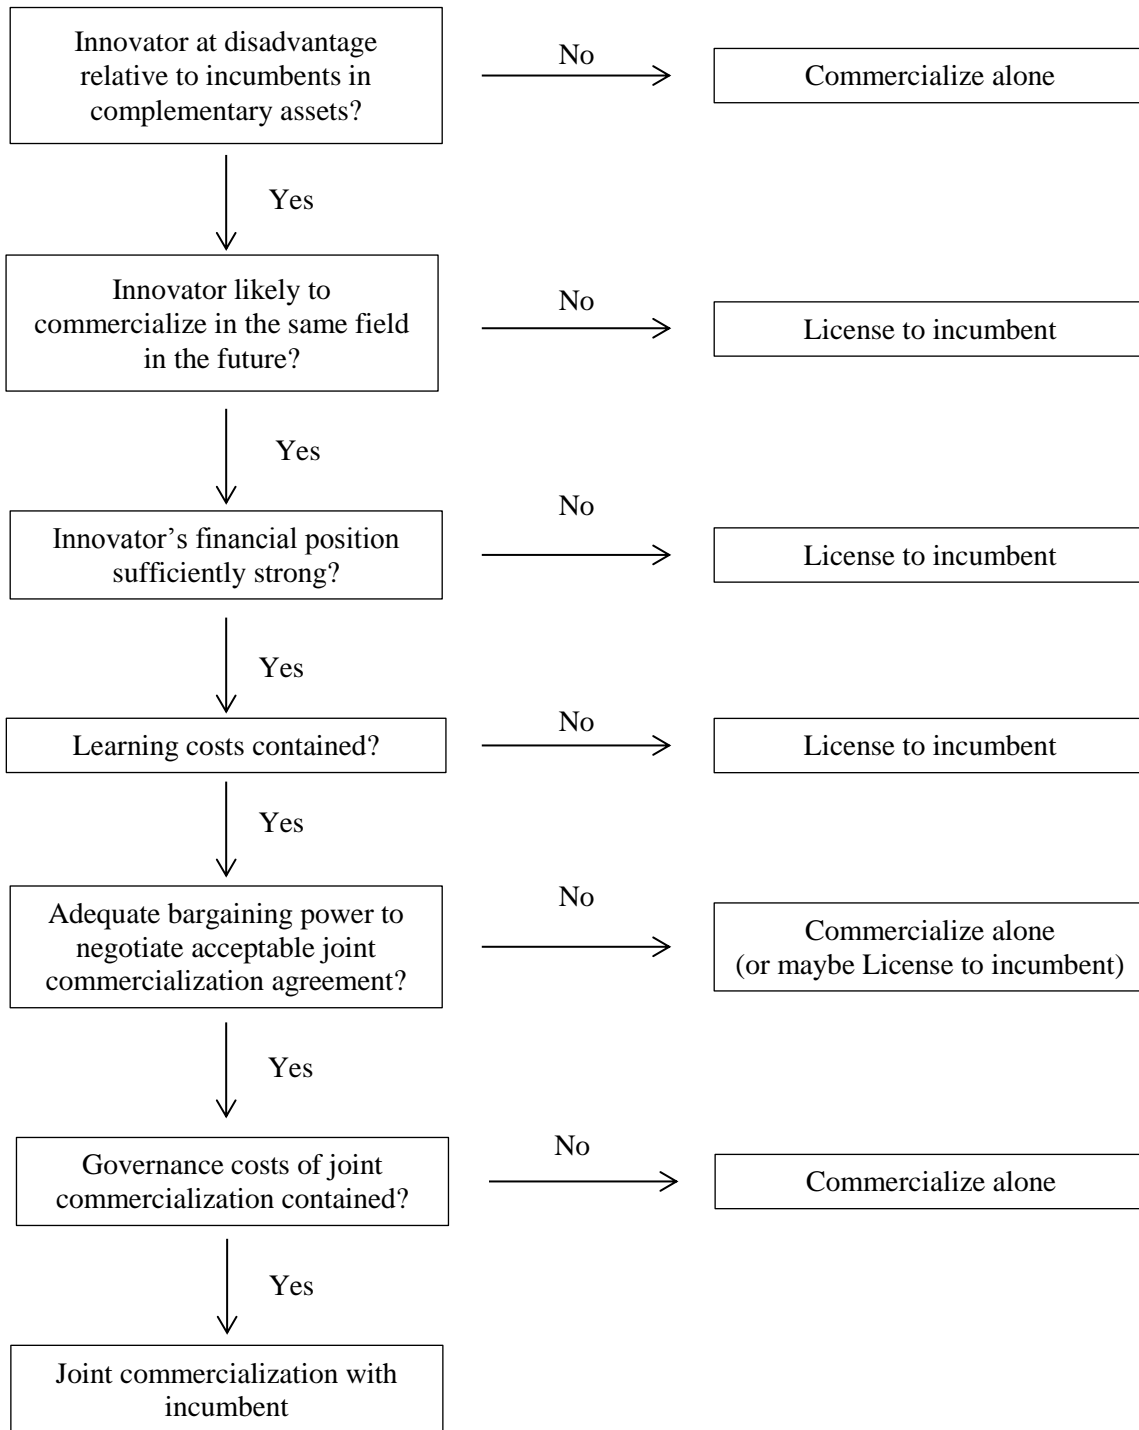 Innovator at disadvantage
relative to incumbents in
complementary assets?
No
Commercialize alone
Yes
Innovator likely to
commercialize in the same field
in the future?
No
License to incumbent
Yes
Innovator’s financial position
sufficiently strong?
No
License to incumbent
Yes
Learning costs contained?
No
License to incumbent
Yes
Adequate bargaining power to
negotiate acceptable joint
commercialization agreement?
No
Commercialize alone
(or maybe License to incumbent)
Yes
Governance costs of joint
commercialization contained?
No
Commercialize alone
Yes
Joint commercialization with
incumbent